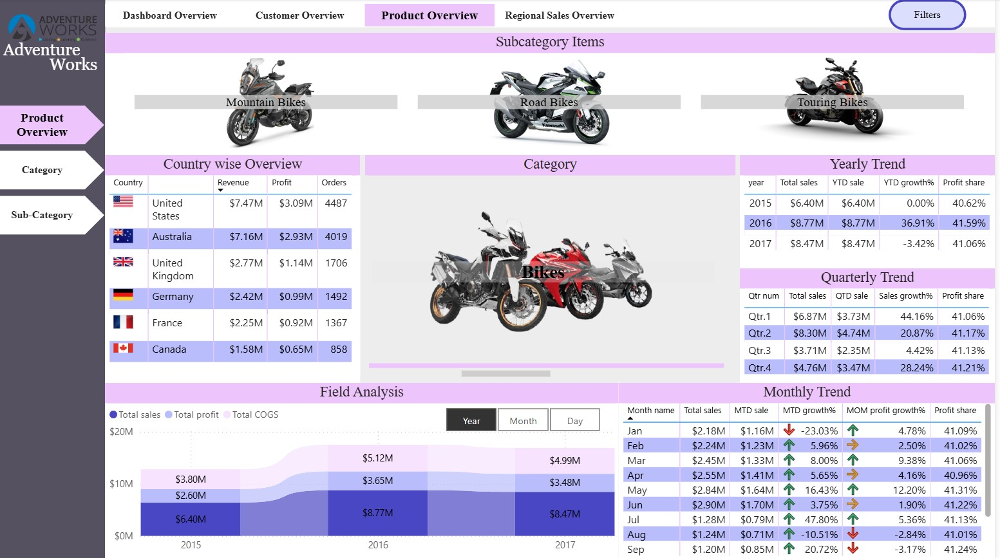 Dashboard Overview Customer Overview Product Overview Regional Sales Overview Filters
ADVENTURE
WORKS
Adventure
Works
Product
Overview
Category
Sub-Category
Subcategory Items
Mountain Bikes Road Bikes Touring Bikes
Kawasaki
Country wise Overview
Country Revenue Profit Orders
United States $7.47M $3.09M 4487
Australia $7.16M $2.93M 4019
United Kingdom $2.77M $1.14M 1706
Germany $2.42M $0.99M 1492
France $2.25M $0.92M 1367
Canada $1.58M $0.65M 858
Category
Bikes
Yearly Trend
year Total sales YTD sale YTD growth% Profit share
2015 $6.40M $6.40M 0.00% 40.62%
2016 $8.77M $8.77M 36.91% 41.59%
2017 $8.47M $8.47M -3.42% 41.06%
Quarterly Trend
Qtr num Total sales QTD sale Sales growth% Profit share
Qtr.1 $6.87M $3.73M 44.16% 41.06%
Qtr.2 $8.30M $4.74M 20.87% 41.17%
Qtr.3 $3.71M $2.35M 4.42% 41.13%
Qtr.4 $4.76M $3.47M 28.24% 41.21%
Field Analysis
Total sales Total profit Total COGS
Year Month Day
$20M
$10M
$0M
$3.80M $5.12M $4.99M
$2.60M $3.65M $3.48M
$6.40M $8.77M $8.47M
2015 2016 2017
Monthly Trend
Month name Total sales MTD sale MTD growth% MOM profit growth% Profit share
Jan $2.18M $1.16M -23.03% 4.78% 41.09%
Feb $2.24M $1.23M 5.96% 2.50% 41.02%
Mar $2.45M $1.33M 8.00% 9.38% 41.06%
Apr $2.55M $1.41M 5.65% 4.16% 40.96%
May $2.84M $1.64M 16.43% 12.20% 41.31%
Jun $2.90M $1.70M 3.75% 1.90% 41.22%
Jul $1.28M $0.79M 47.80% 5.36% 41.13%
Aug $1.24M $0.71M -10.51% -2.84% 41.01%
Sep $1.20M $0.85M 20.72% -3.17% 41.24%